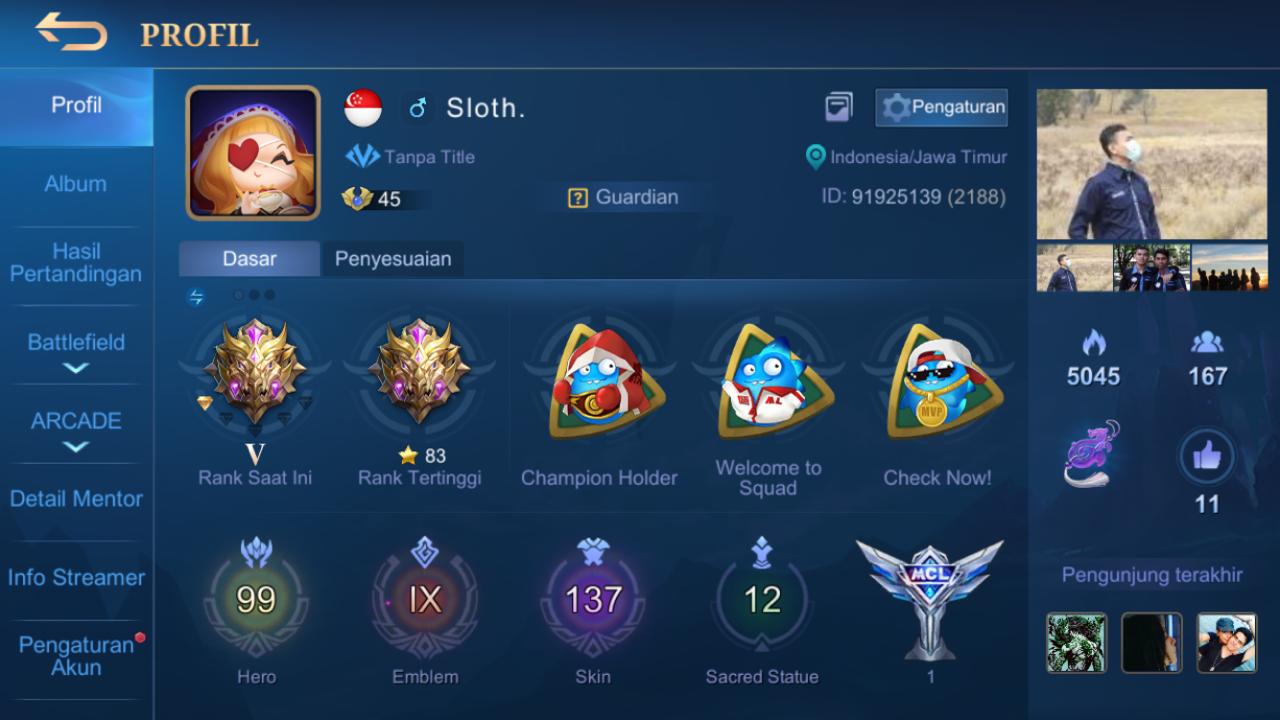 PROFIL
Profil
Album
Hasil
Pertandingan
Battlefield
ARCADE
Detail Mentor
Info Streamer
Pengaturan
Akun
Sloth.
Pengaturan
Tanpa Title
Indonesia/Jawa Timur
45
? Guardian
ID: 91925139 (2188)
Dasar
Penyesuaian
V
83
Rank Saat Ini
Rank Tertinggi
Champion Holder
Welcome to
Squad
MVP
Check Now!
99
IX
137
12
MCL
Hero
Emblem
Skin
Sacred Statue
1
5045
167
11
Pengunjung terakhir